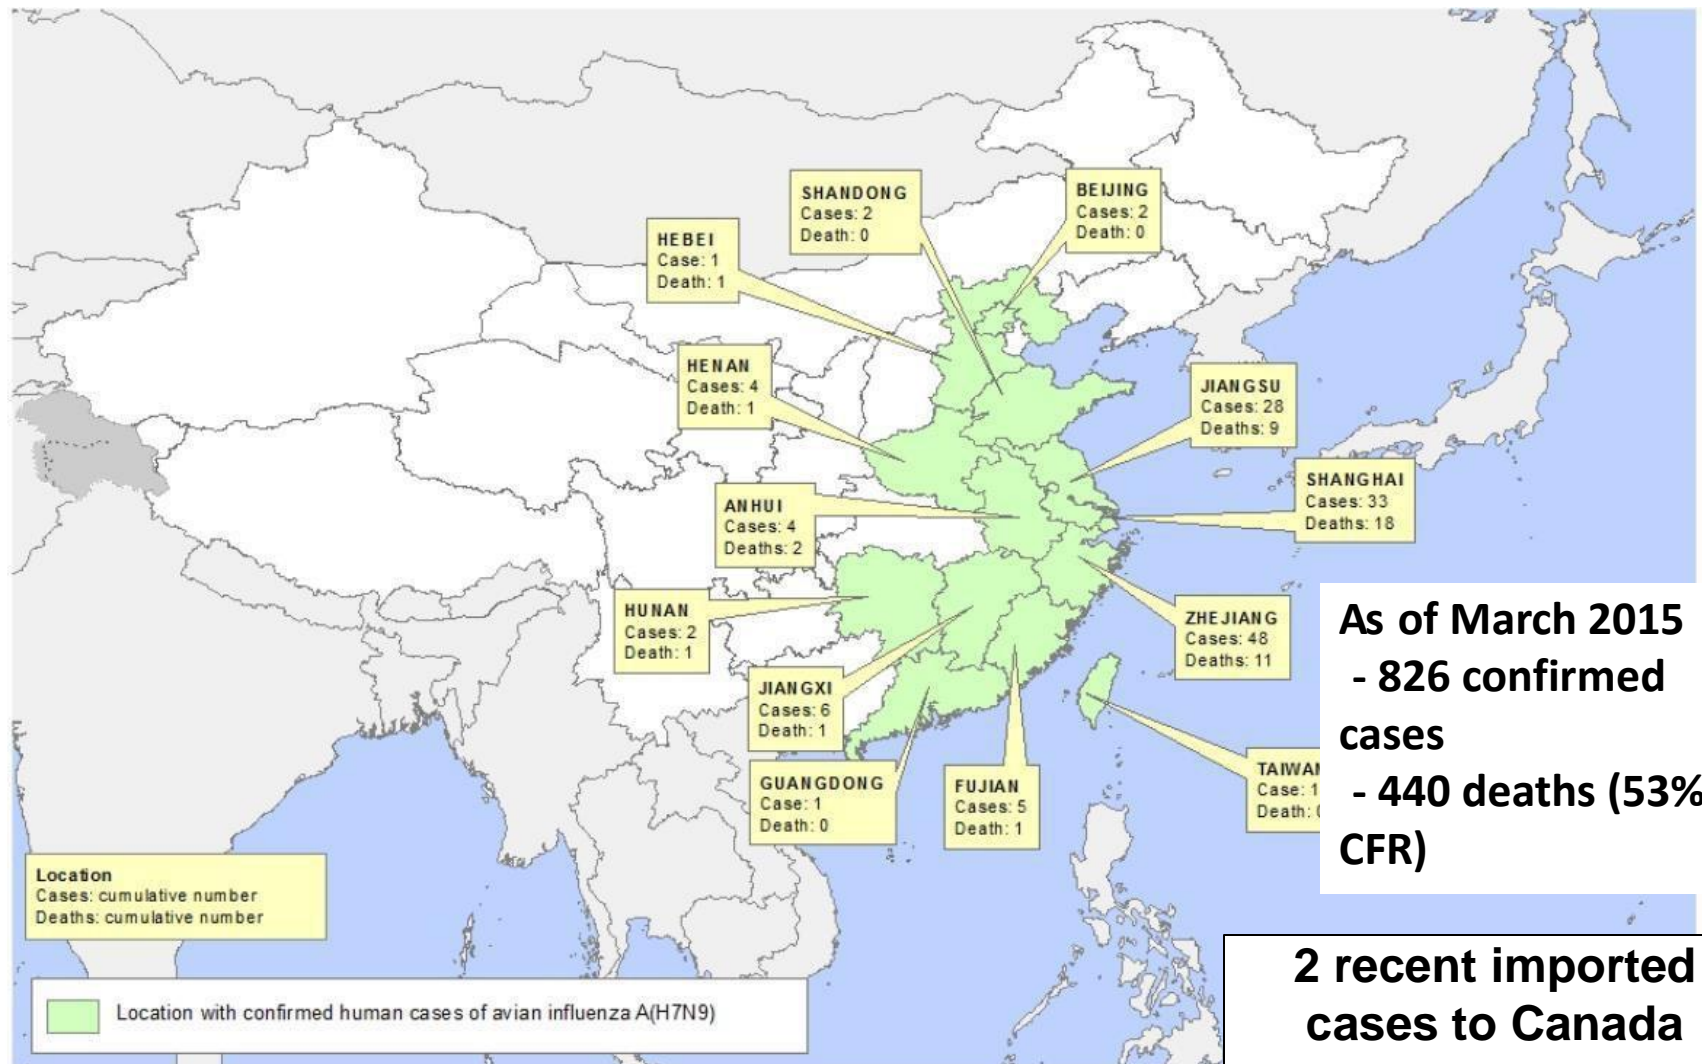 SHANDONG
Cases: 2
Death: 0
BEIJING
Cases: 2
Death: 0
HEBEI
Case: 1
Death: 1
HENAN
Cases: 4
Death: 1
JIANGSU
Cases: 28
Deaths: 9
SHANGHAI
Cases: 33
Deaths: 18
ANHUI
Cases: 4
Deaths: 2
HUNAN
Cases: 2
Death: 1
ZHEJIANG
Cases: 48
Deaths: 11
JIANGXI
Cases: 6
Death: 1
GUANGDONG
Case: 1
Death: 0
FUJIAN
Cases: 5
Death: 1
TAIWAN
Case: 1
Death:
As of March 2015
- 826 confirmed
cases
- 440 deaths (53%
CFR)
Location
Cases: cumulative number
Deaths: cumulative number
Location with confirmed human cases of avian influenza A(H7N9)
2 recent imported
cases to Canada